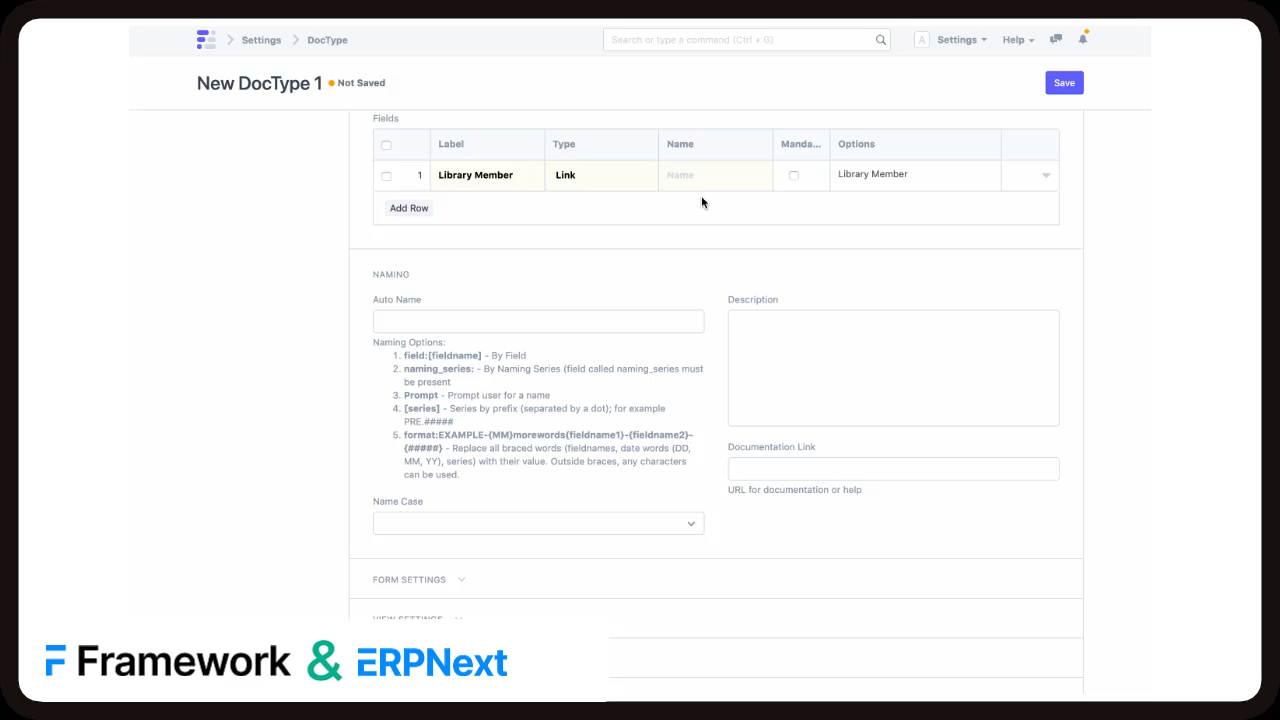 Settings
DocType
Search or type a command (Ctrl + G)
A
Settings
Help
New DocType 1
Not Saved
Save
Fields
Label
Type
Name
Manda...
Options
1
Library Member
Link
Name
Library Member
Add Row
NAMING
Auto Name
Naming Options:
1. field:[fieldname] - By Field
2. naming_series: - By Naming Series (field called naming_series must
be present
3. Prompt - Prompt user for a name
4. [series] - Series by prefix (separated by a dot); for example
PRE.#####
5. format:EXAMPLE-{MM}morewords{fieldname1}-{fieldname2}-
{#####} - Replace all braced words (fieldnames, date words (DD,
MM, YY), series) with their value. Outside braces, any characters
can be used.
Name Case
Description
Documentation Link
URL for documentation or help
FORM SETTINGS
VIEW SETTINGS
Framework & ERPNext